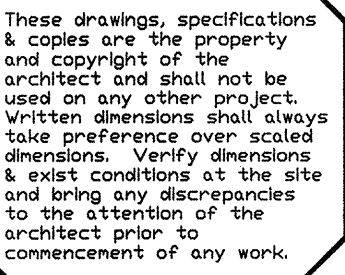 These drawings, specifications
& copies are the property
and copyright of the
architect and shall not be
used on any other project.
Written dimensions shall always
take preference over scaled
dimensions. Verify dimensions
& exist conditions at the site
and bring any discrepancies
to the attention of the
architect prior to
commencement of any work.